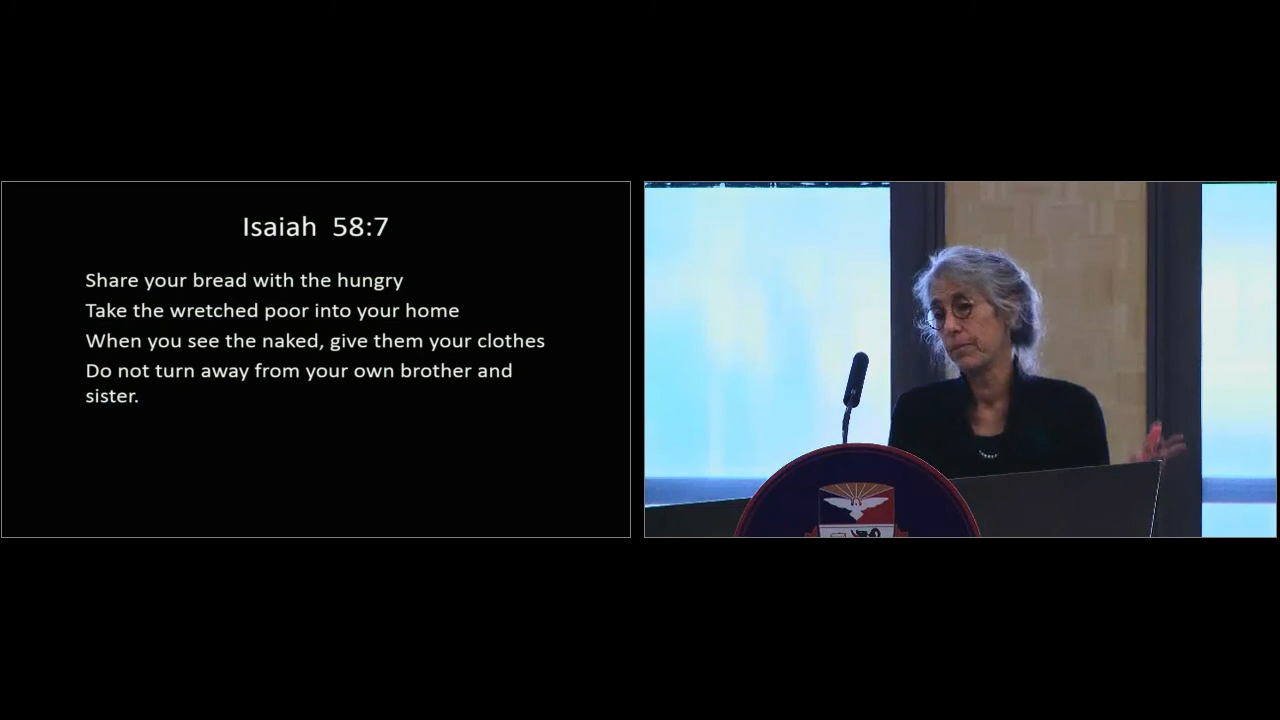 Isaiah 58:7
Share your bread with the hungry
Take the wretched poor into your home
When you see the naked, give them your clothes
Do not turn away from your own brother and
sister.